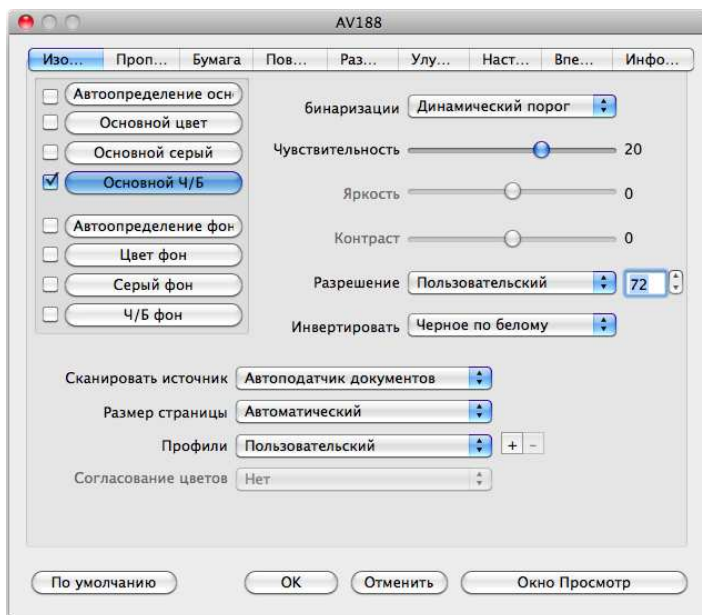 AV188
Изо... Проп... Бумага Пов... Раз... Улу... Наст... Впе... Инфо...
Автоопределение осн
Основной цвет
Основной серый
Основной Ч/Б
Автоопределение фон
Цвет фон
Серый фон
Ч/Б фон
бинаризации Динамический порог
Чувствительность 20
Яркость 0
Контраст 0
Разрешение Пользовательский 72
Инвертировать Черное по белому
Сканировать источник Автоподатчик документов
Размер страницы Автоматический
Профили Пользовательский + -
Согласование цветов Нет
По умолчанию OK Отменить Окно Просмотр